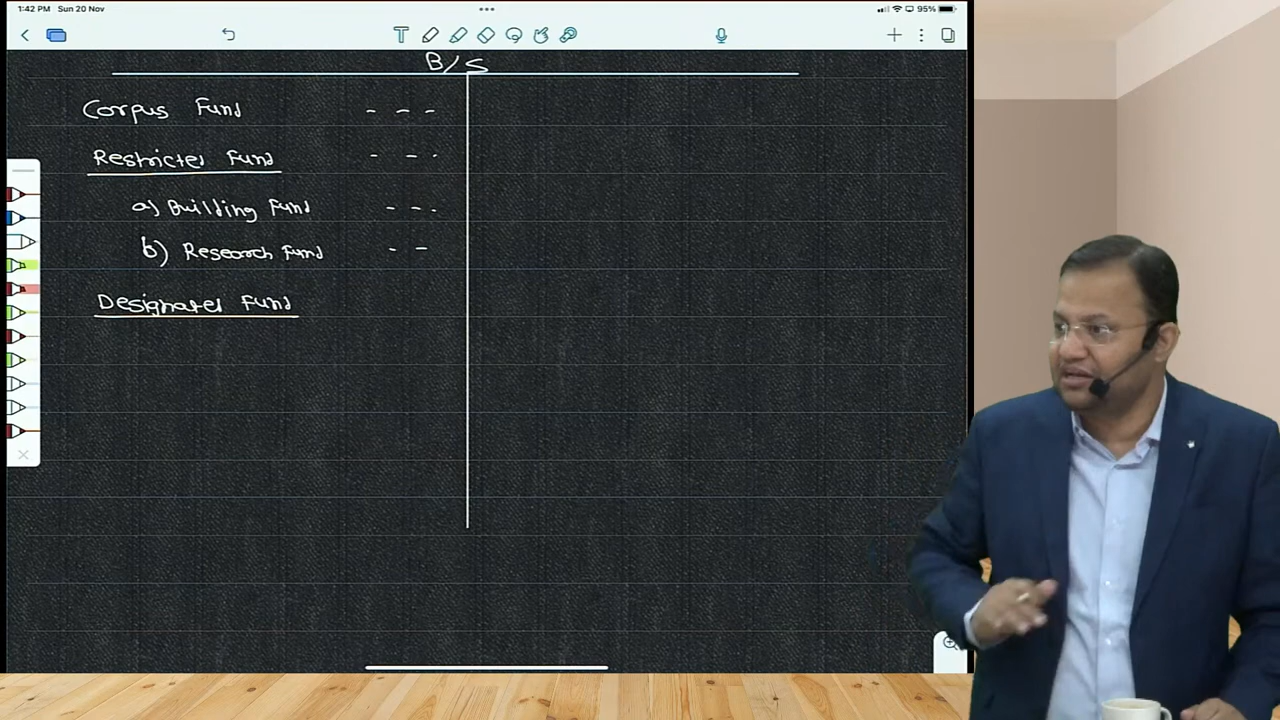 1:42 PM Sun 20 Nov
95%
B/S
Corpus Fund - - -
Restricted Fund - - -
a) Building Fund - - -
b) Research Fund - -
Designated Fund